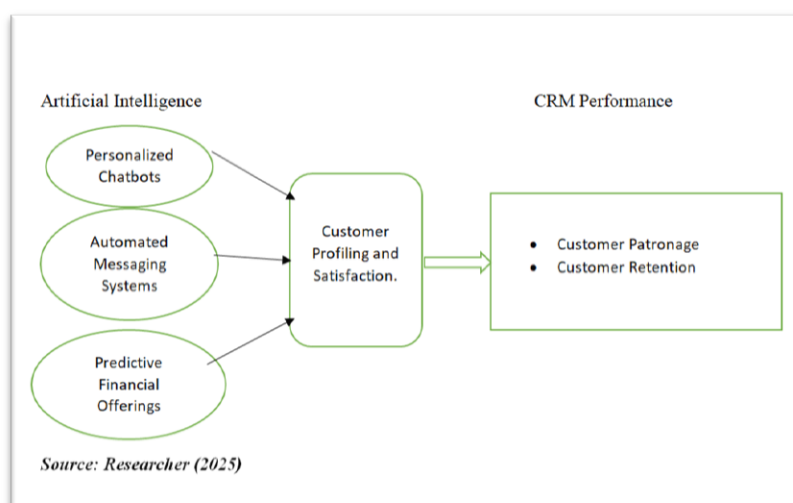 Artificial Intelligence
CRM Performance
Personalized
Chatbots
Automated
Messaging
Systems
Predictive
Financial
Offerings
Customer
Profiling and
Satisfaction.
• Customer Patronage
• Customer Retention
Source: Researcher (2025)